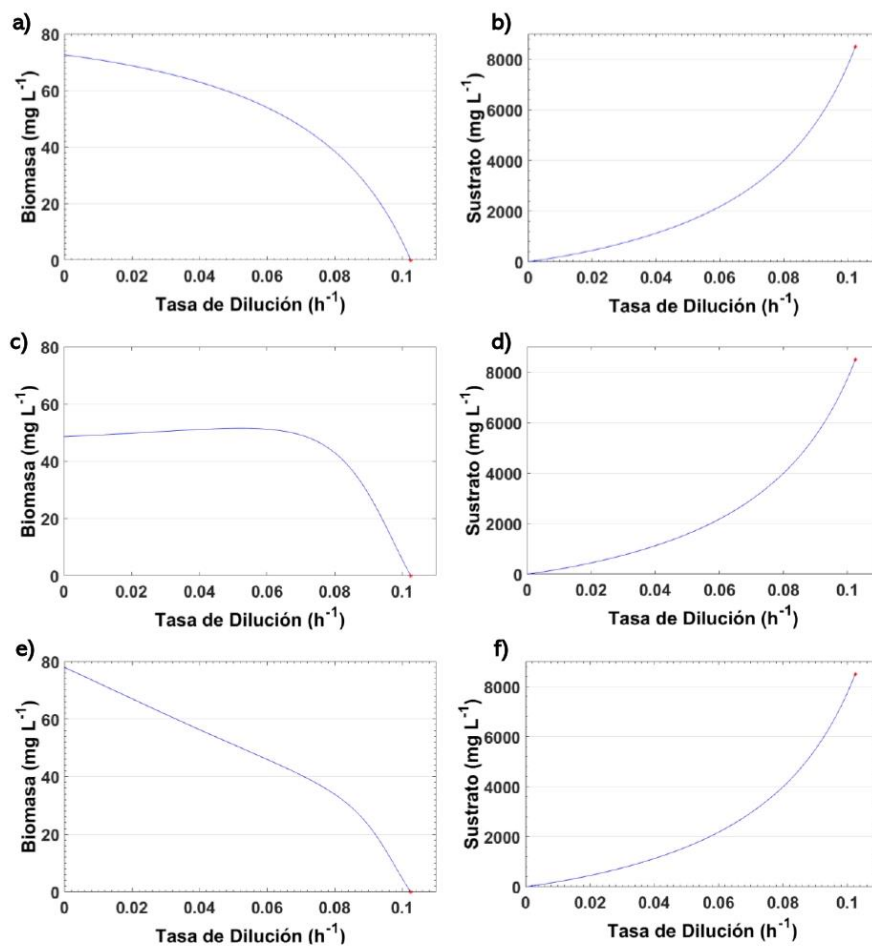 a)
80
60
40
20
0
Biomasa (mg L⁻¹)
0 0.02 0.04 0.06 0.08 0.1
Tasa de Dilución (h⁻¹)
b)
8000
6000
4000
2000
0
Sustrato (mg L⁻¹)
0 0.02 0.04 0.06 0.08 0.1
Tasa de Dilución (h⁻¹)
c)
80
60
40
20
0
Biomasa (mg L⁻¹)
0 0.02 0.04 0.06 0.08 0.1
Tasa de Dilución (h⁻¹)
d)
8000
6000
4000
2000
0
Sustrato (mg L⁻¹)
0 0.02 0.04 0.06 0.08 0.1
Tasa de Dilución (h⁻¹)
e)
80
60
40
20
0
Biomasa (mg L⁻¹)
0 0.02 0.04 0.06 0.08 0.1
Tasa de Dilución (h⁻¹)
f)
8000
6000
4000
2000
0
Sustrato (mg L⁻¹)
0 0.02 0.04 0.06 0.08 0.1
Tasa de Dilución (h⁻¹)